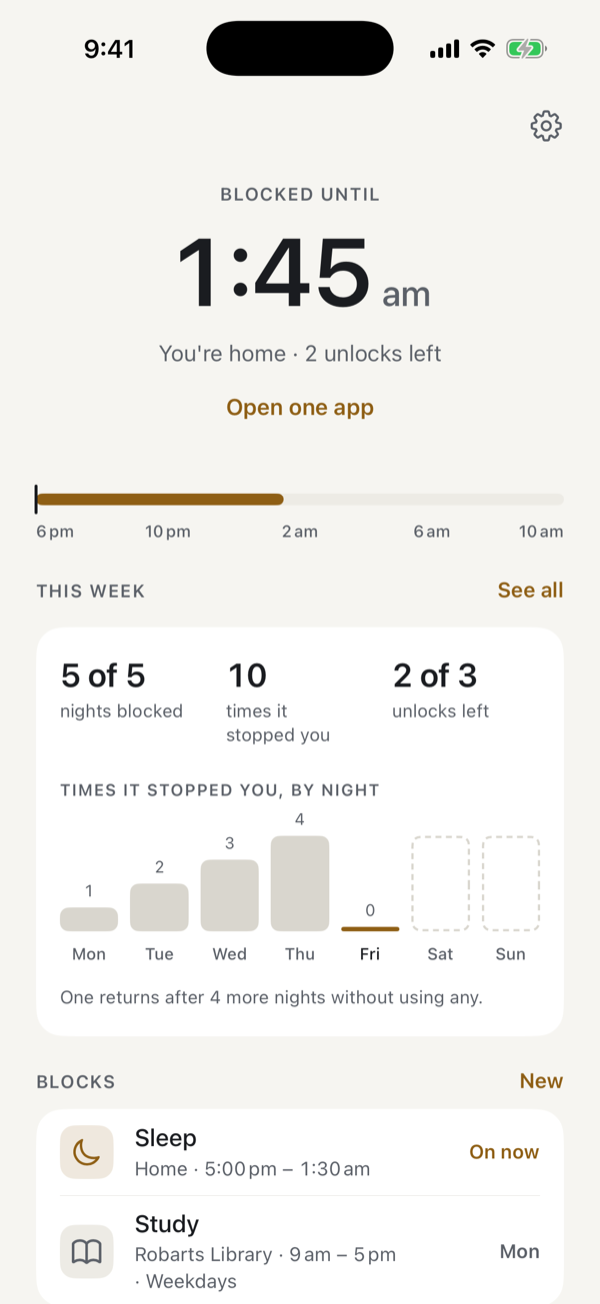 9:41
BLOCKED UNTIL
1:45 am
You're home · 2 unlocks left
Open one app
6 pm 10 pm 2 am 6 am 10 am
THIS WEEK See all
5 of 5 10 2 of 3
nights blocked times it unlocks left
stopped you
TIMES IT STOPPED YOU, BY NIGHT
1 2 3 4 0
Mon Tue Wed Thu Fri Sat Sun
One returns after 4 more nights without using any.
BLOCKS New
Sleep
Home · 5:00 pm – 1:30 am On now
Study
Robarts Library · 9 am – 5 pm Mon
· Weekdays